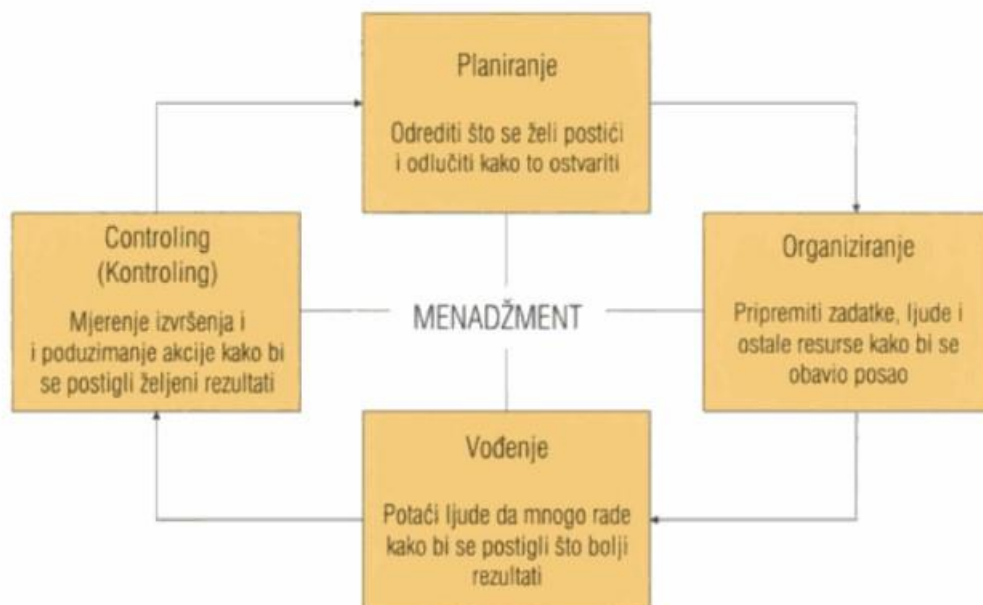 Planiranje
Odrediti što se želi postići
i odlučiti kako to ostvariti
Controling
(Kontroling)
Mjerenje izvršenja i
i poduzimanje akcije kako bi
se postigli željeni rezultati
MENADŽMENT
Organiziranje
Pripremiti zadatke, ljude i
ostale resurse kako bi se
obavio posao
Vođenje
Potaći ljude da mnogo rade
kako bi se postigli što bolji
rezultati